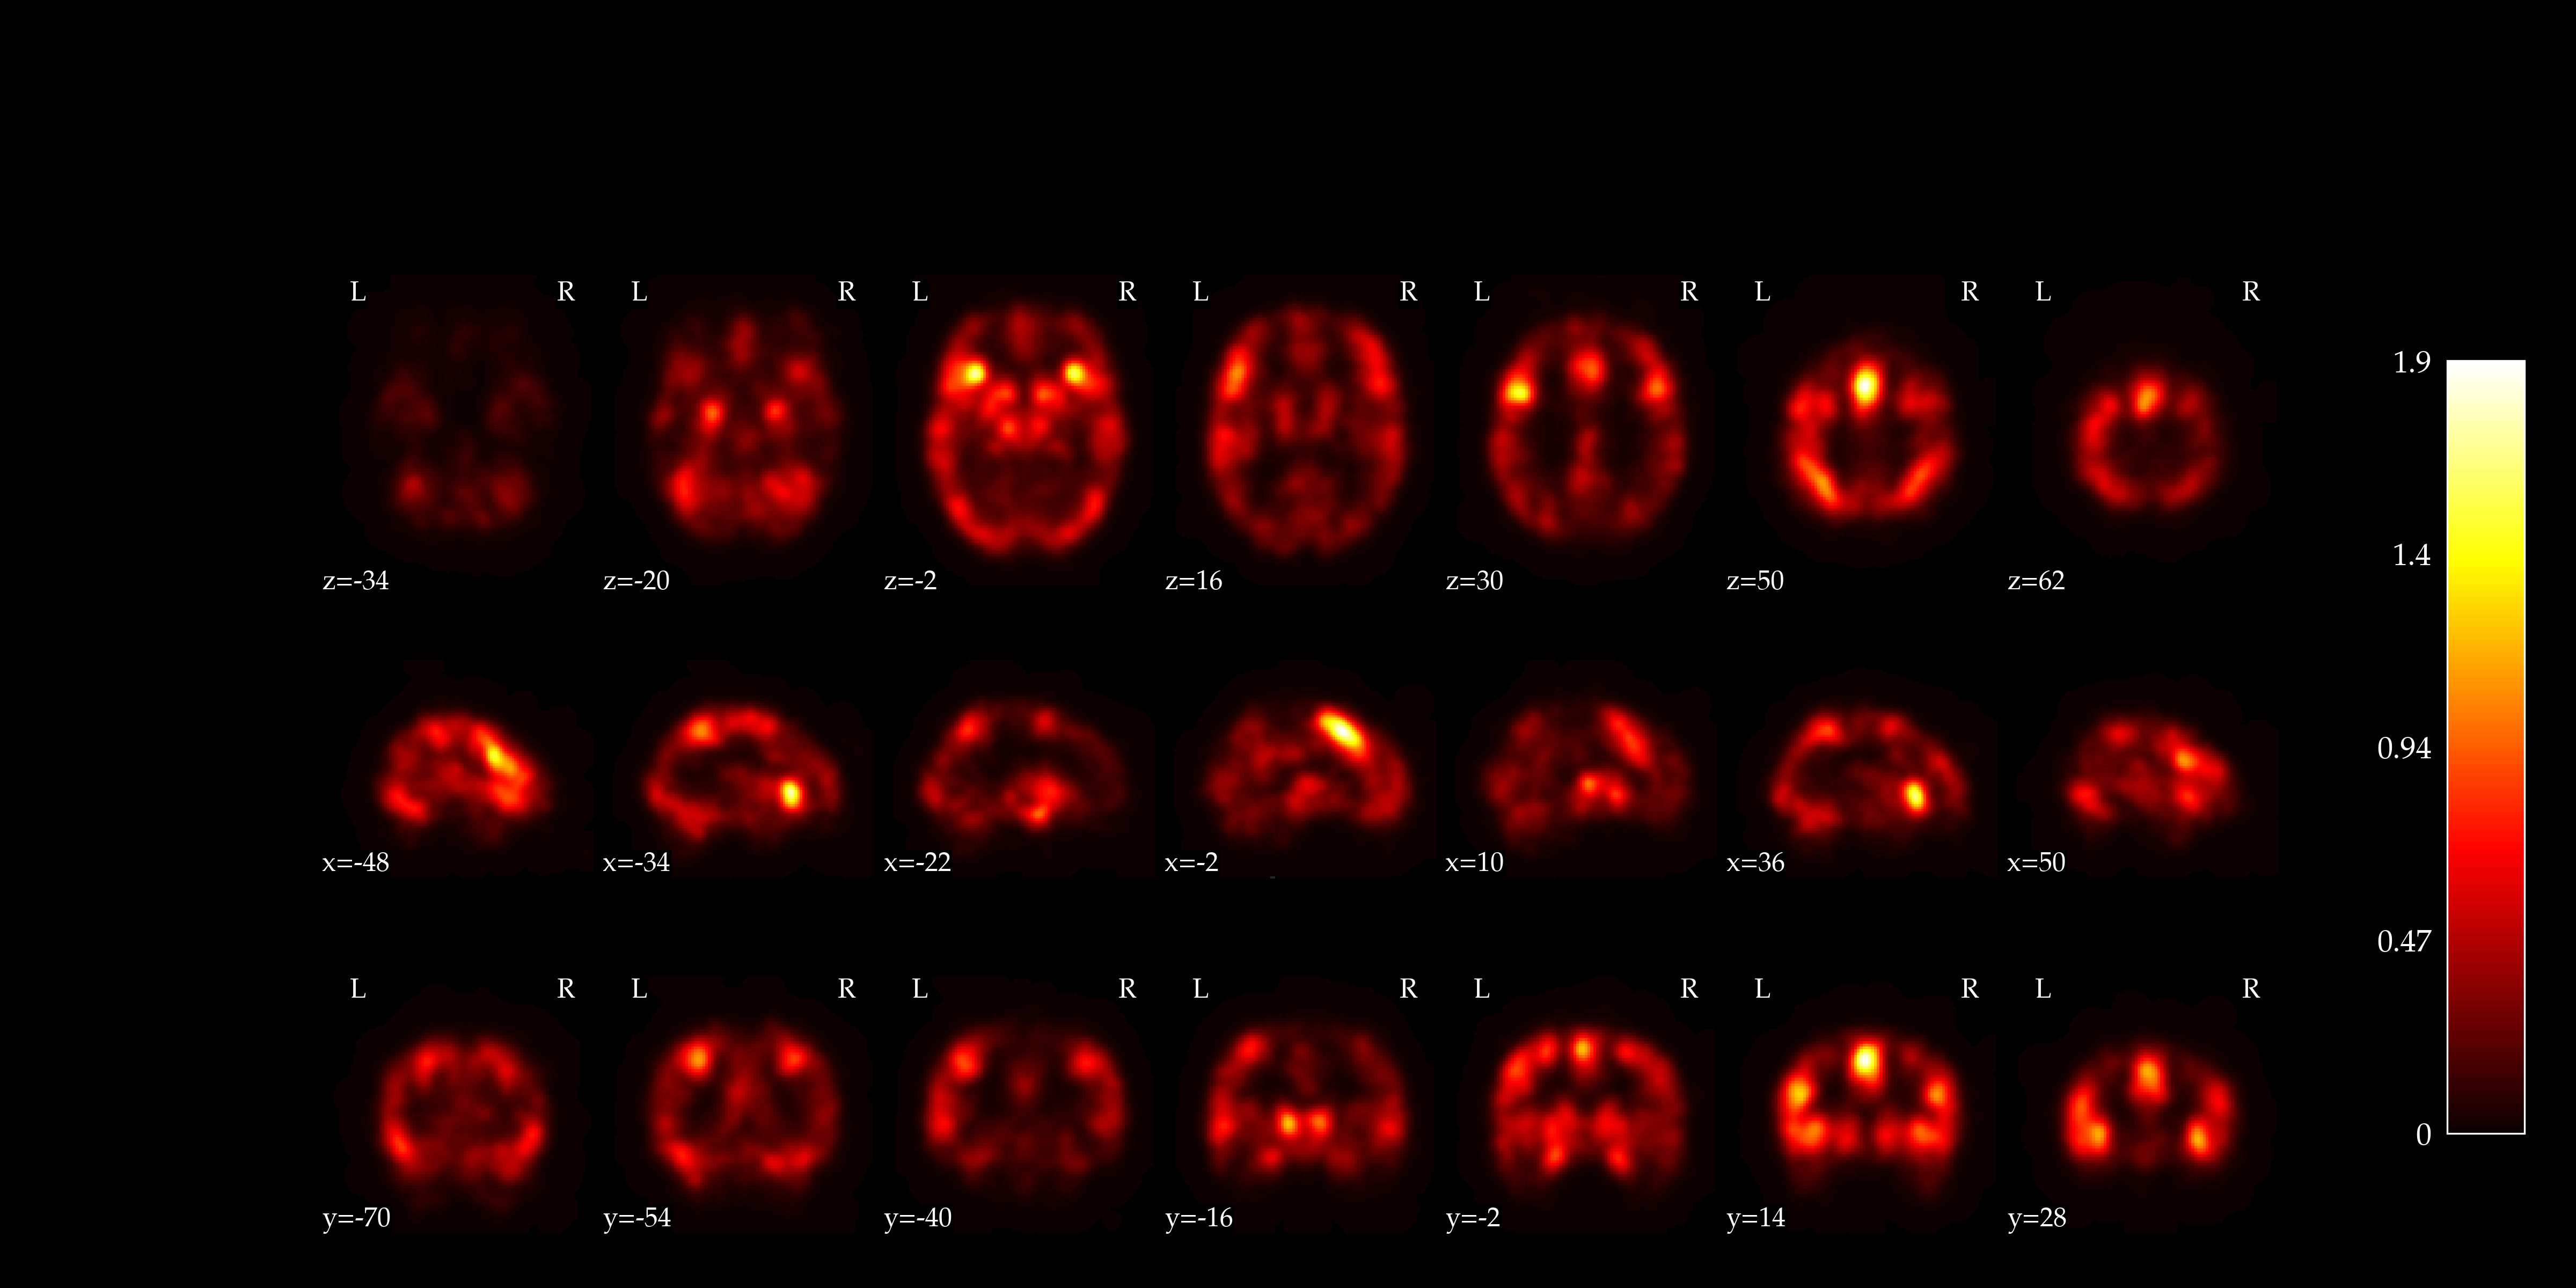 L R L R L R L R L R L R L R
z=-34 z=-20 z=-2 z=16 z=30 z=50 z=62
x=-48 x=-34 x=-22 x=-2 x=10 x=36 x=50
L R L R L R L R L R L R L R
y=-70 y=-54 y=-40 y=-16 y=-2 y=14 y=28
1.9
1.4
0.94
0.47
0